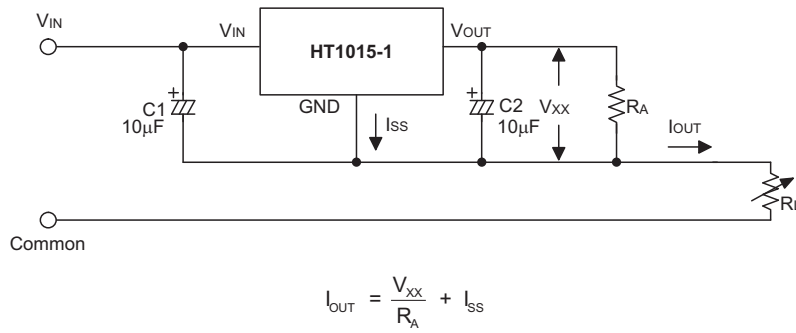 VIN
VIN
HT1015-1
VOUT
C1
10μF
GND
ISS
C2
10μF
VXX
RA
IOUT
Common
IOUT = VXX / RA + ISS